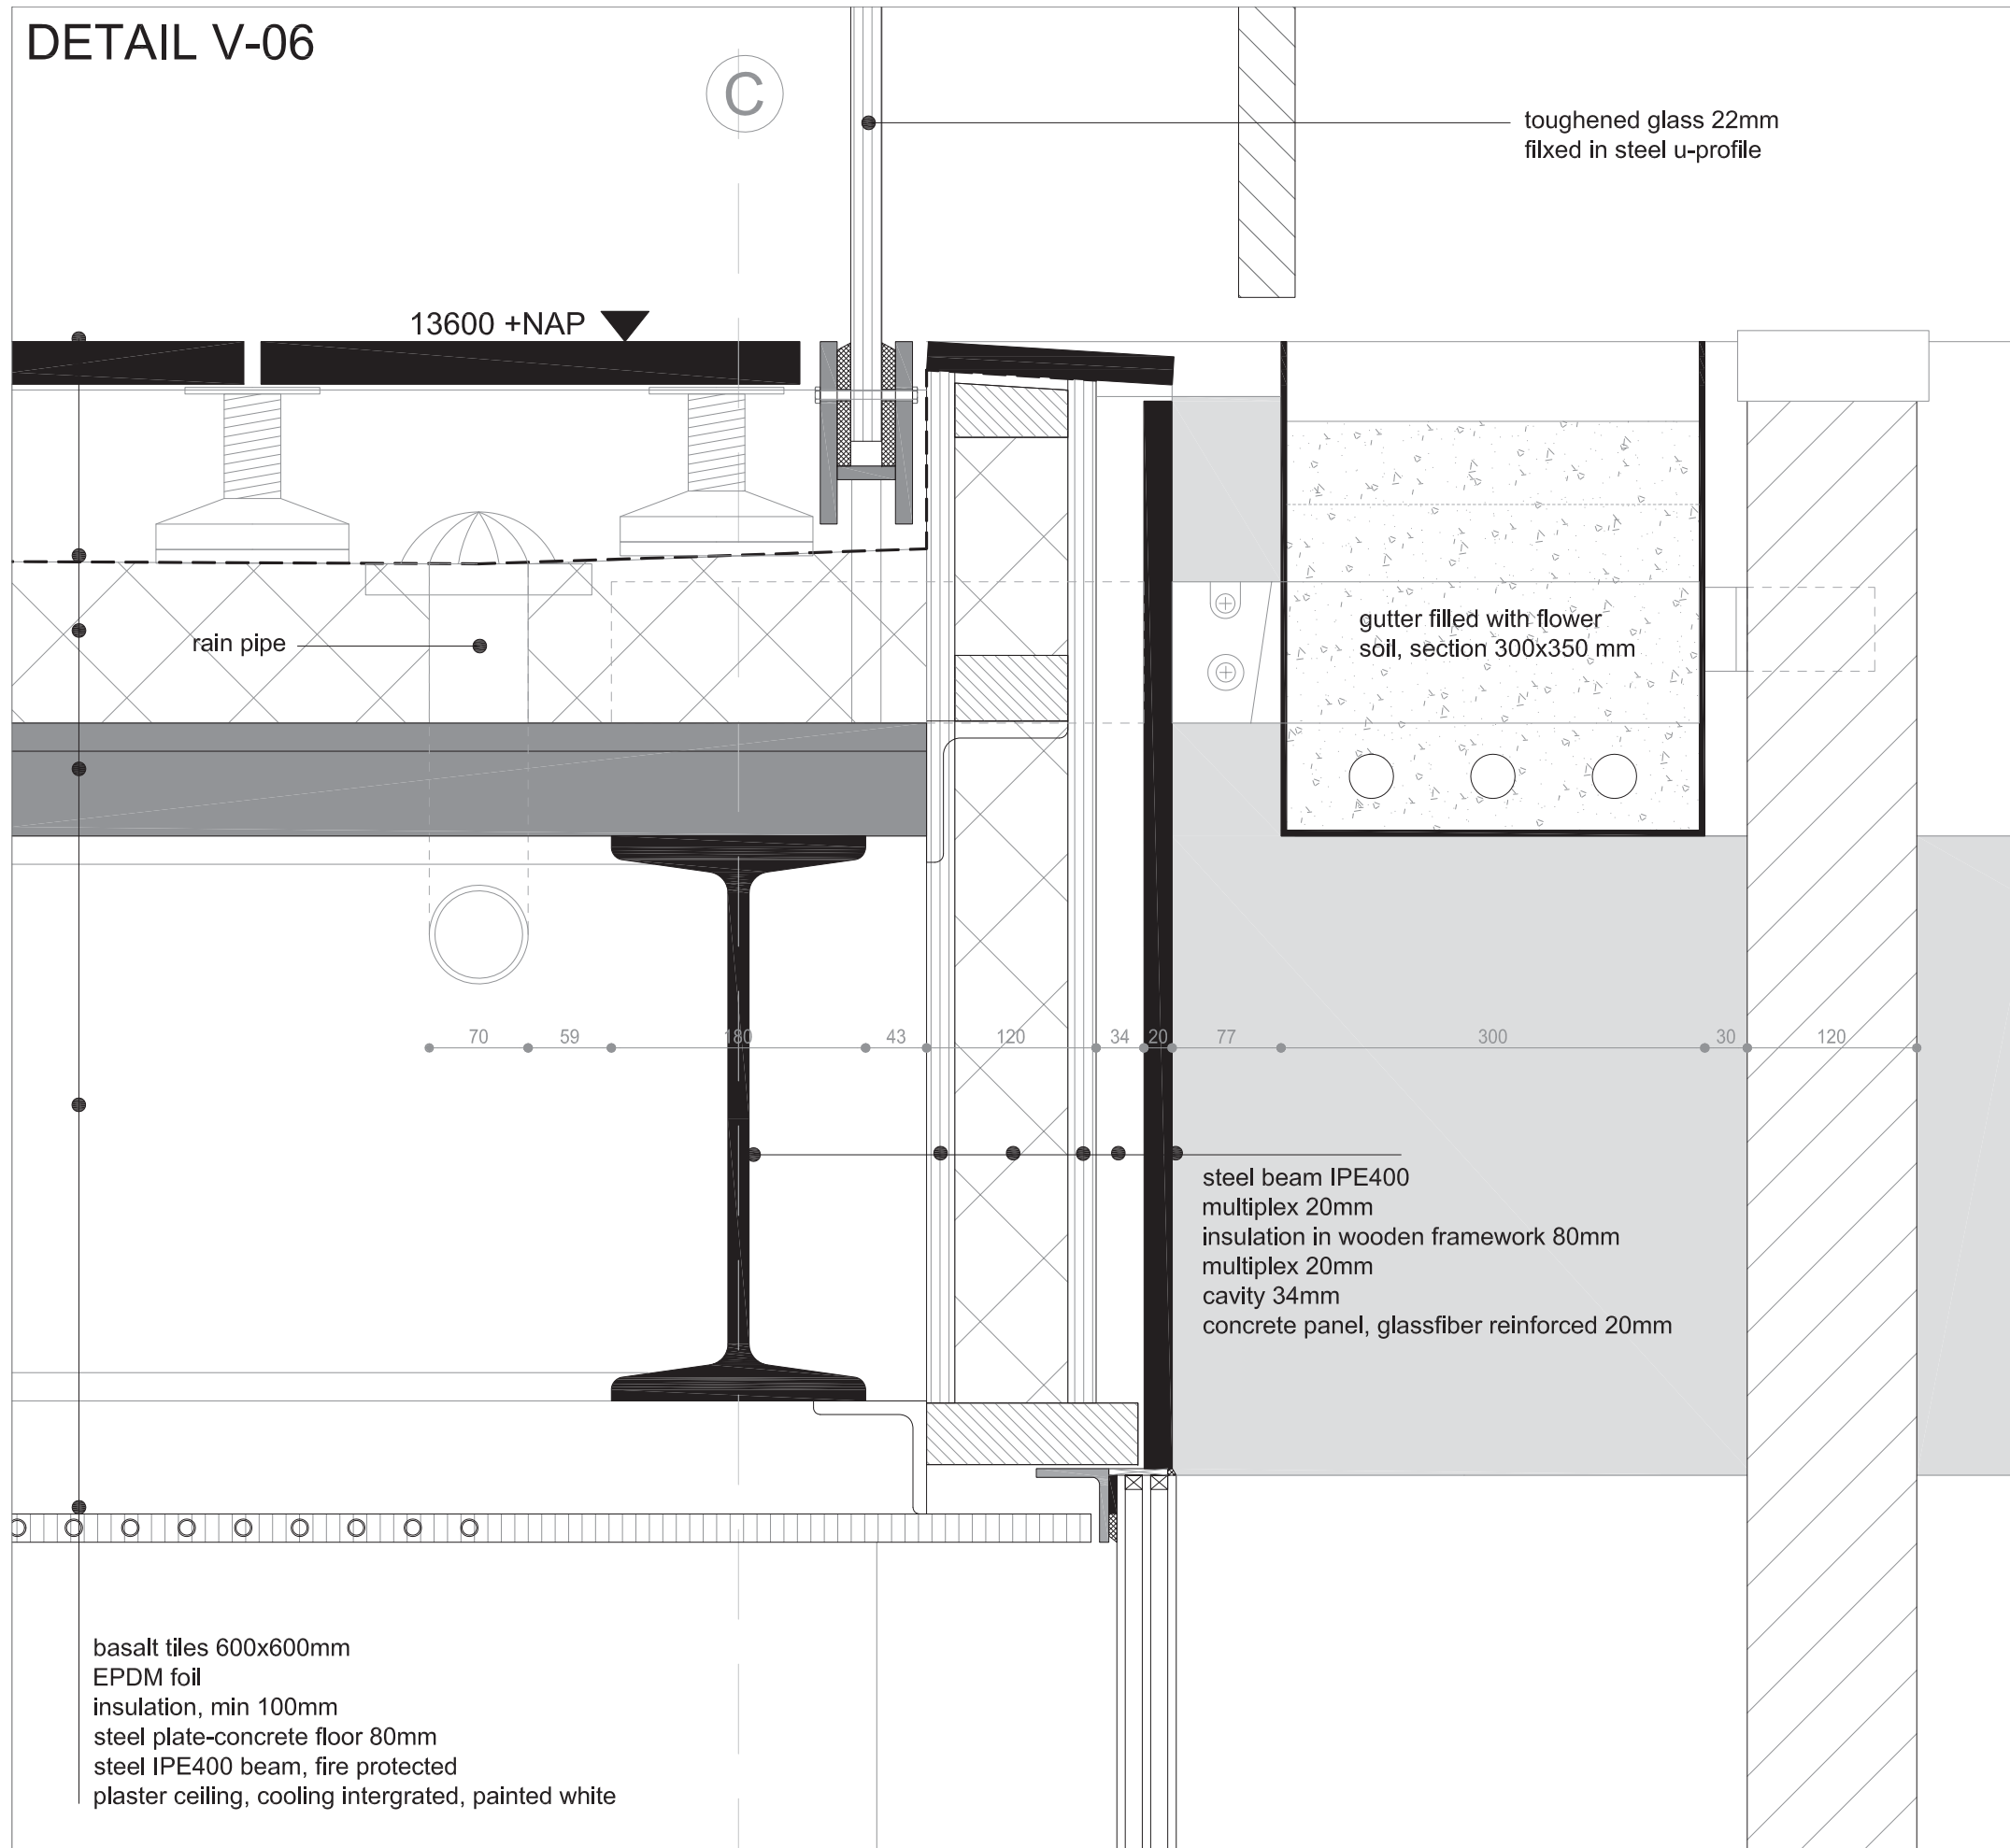 DETAIL V-06
C
toughened glass 22mm
filxed in steel u-profile
13600 +NAP
gutter filled with flower
soil, section 300x350 mm
rain pipe
70 59 180 43 120 34 20 77 300 30 120
steel beam IPE400
multiplex 20mm
insulation in wooden framework 80mm
multiplex 20mm
cavity 34mm
concrete panel, glassfiber reinforced 20mm
basalt tiles 600x600mm
EPDM foil
insulation, min 100mm
steel plate-concrete floor 80mm
steel IPE400 beam, fire protected
plaster ceiling, cooling intergrated, painted white